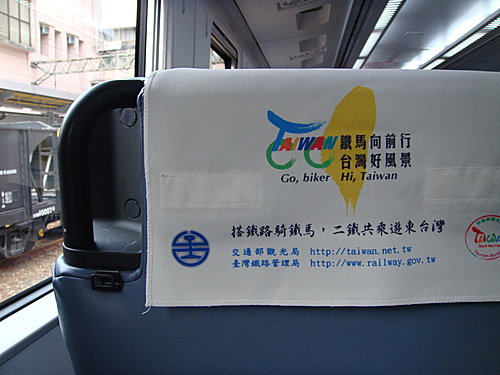 TAIWAN 鐵馬向前行
台灣好風景
Go, biker Hi, Taiwan
搭鐵路騎鐵馬，二鐵共乘遊東台灣
交通部觀光局 http://taiwan.net.tw
臺灣鐵路管理局 http://www.railway.gov.tw